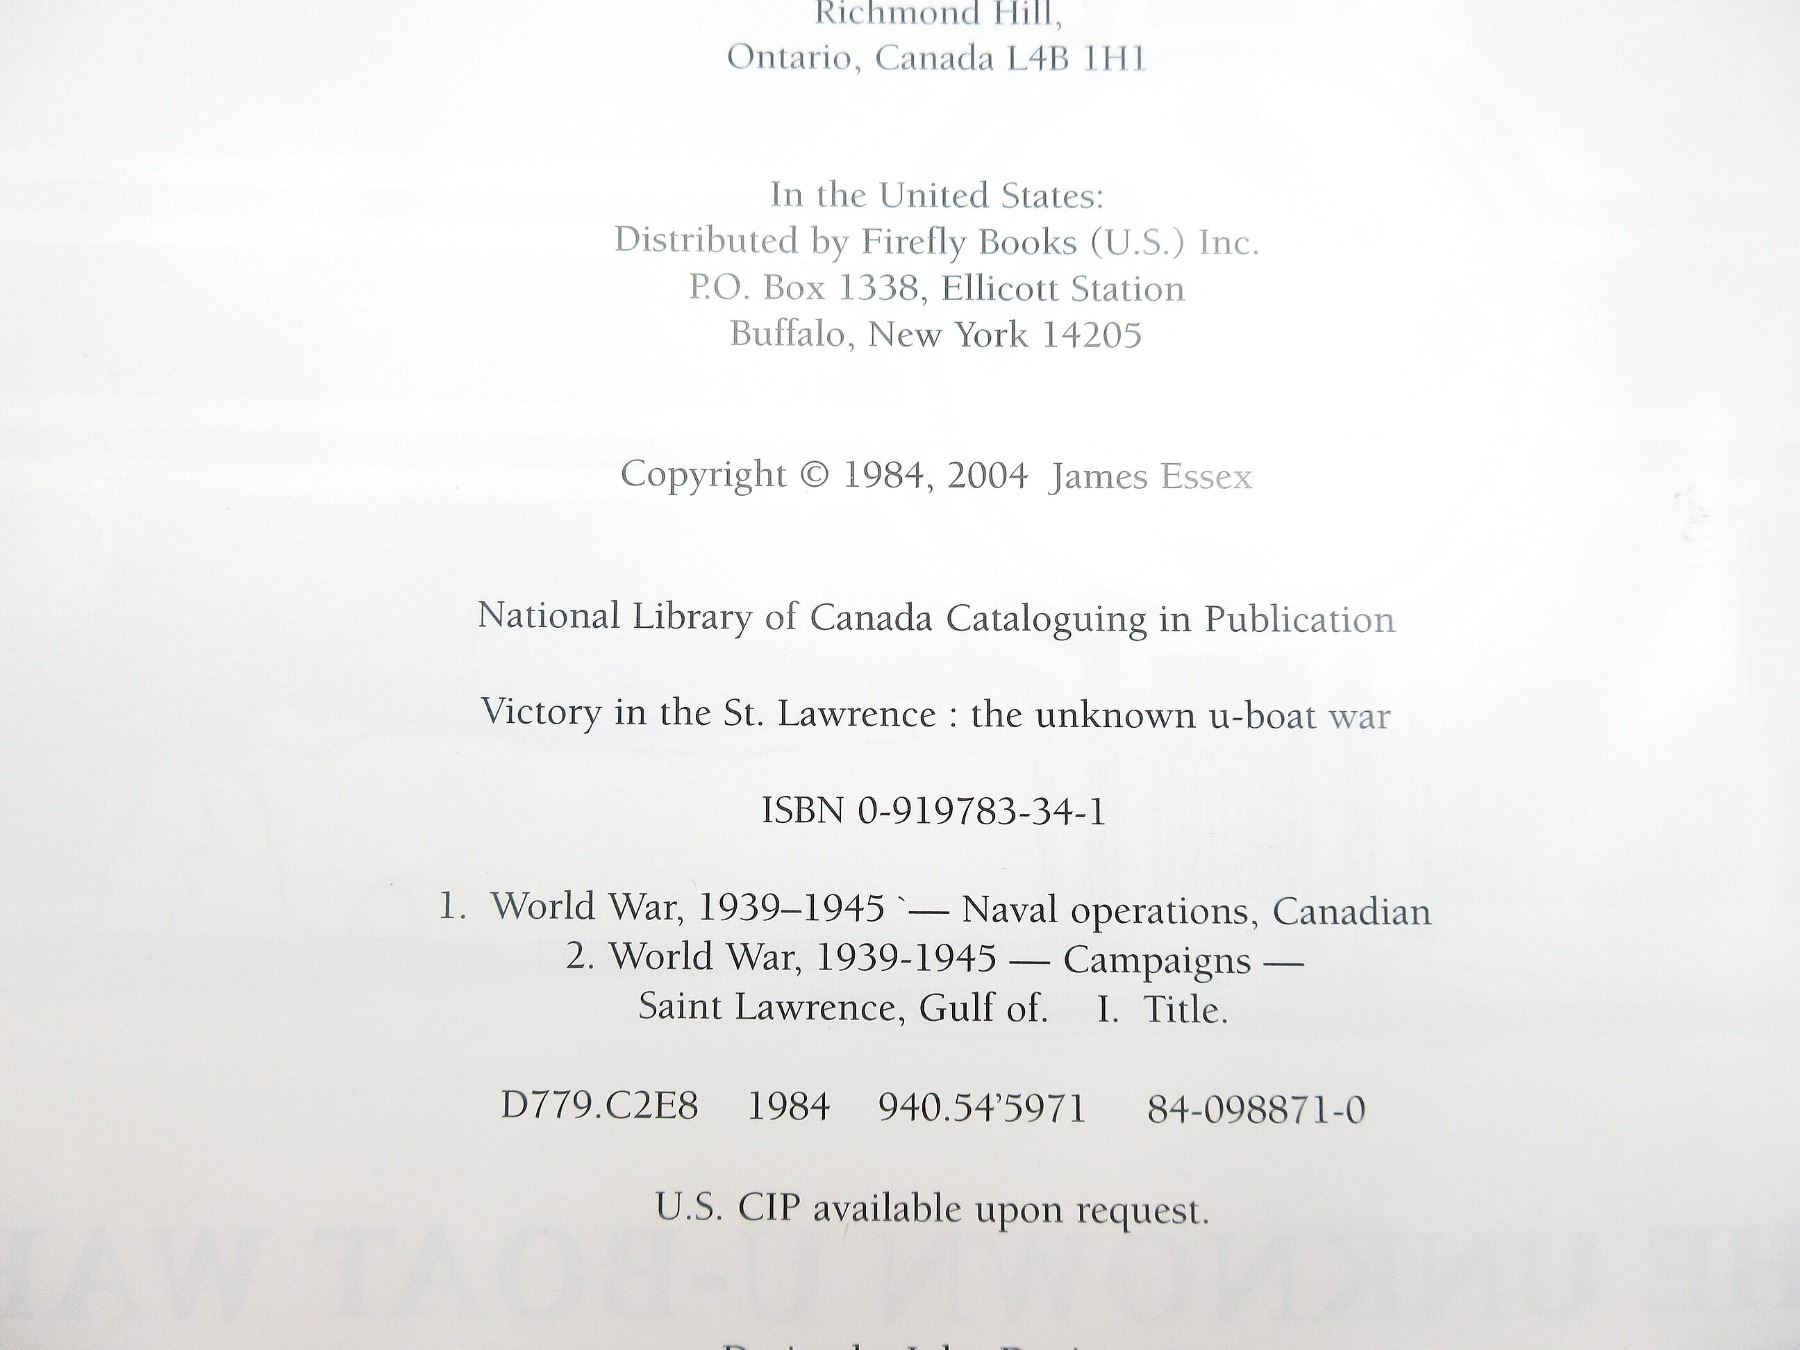 Richmond Hill,
Ontario, Canada L4B 1H1
In the United States:
Distributed by Firefly Books (U.S.) Inc.
P.O. Box 1338, Ellicott Station
Buffalo, New York 14205
Copyright © 1984, 2004 James Essex
National Library of Canada Cataloguing in Publication
Victory in the St. Lawrence : the unknown u-boat war
ISBN 0-919783-34-1
1. World War, 1939–1945 `— Naval operations, Canadian
2. World War, 1939-1945 — Campaigns —
Saint Lawrence, Gulf of. I. Title.
D779.C2E8 1984 940.54’5971 84-098871-0
U.S. CIP available upon request.